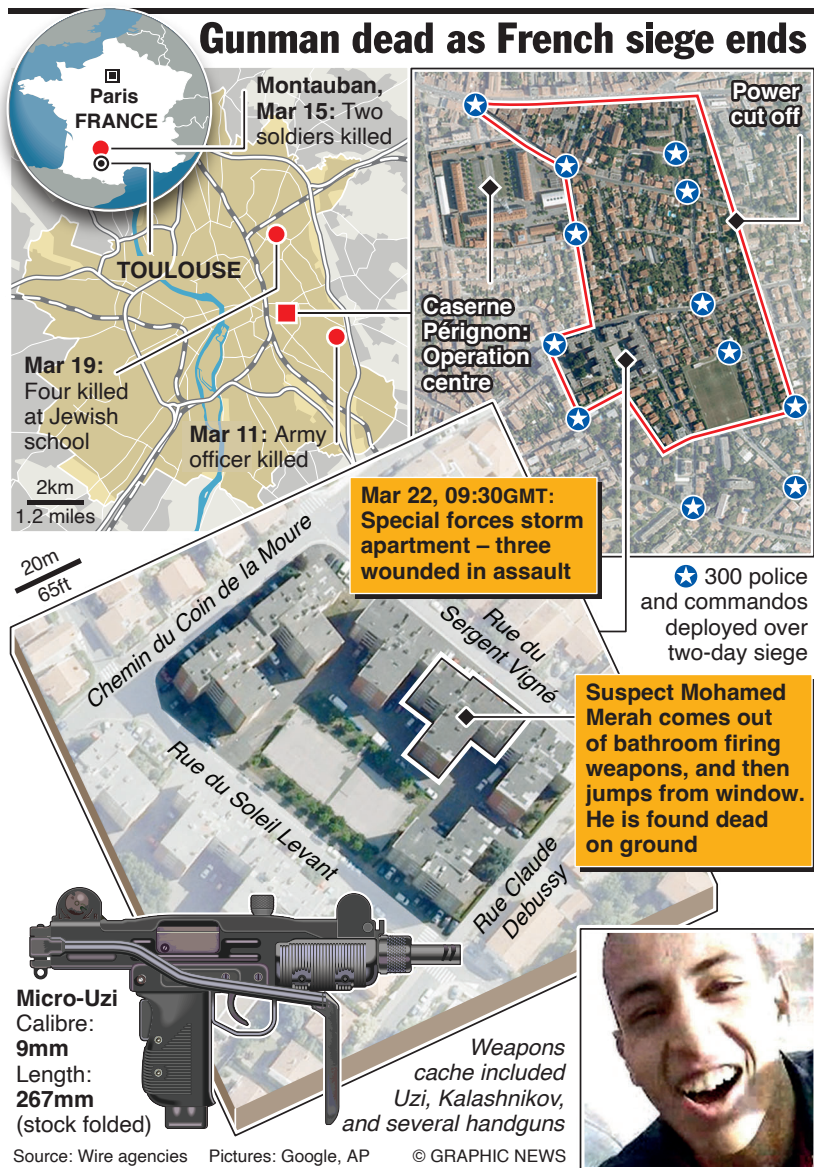 Gunman dead as French siege ends
Paris
FRANCE
Montauban,
Mar 15: Two
soldiers killed
TOULOUSE
Mar 19:
Four killed
at Jewish
school
Mar 11: Army
officer killed
2km
1.2 miles
Power
cut off
Caserne
Pérignon:
Operation
centre
Mar 22, 09:30GMT:
Special forces storm
apartment – three
wounded in assault
300 police
and commandos
deployed over
two-day siege
20m
65ft
Chemin du Coin de la Moure
Rue du
Sergent Vigné
Rue du Soleil Levant
Rue Claude
Debussy
Suspect Mohamed
Merah comes out
of bathroom firing
weapons, and then
jumps from window.
He is found dead
on ground
Micro-Uzi
Calibre:
9mm
Length:
267mm
(stock folded)
Weapons
cache included
Uzi, Kalashnikov,
and several handguns
Source: Wire agencies Pictures: Google, AP © GRAPHIC NEWS